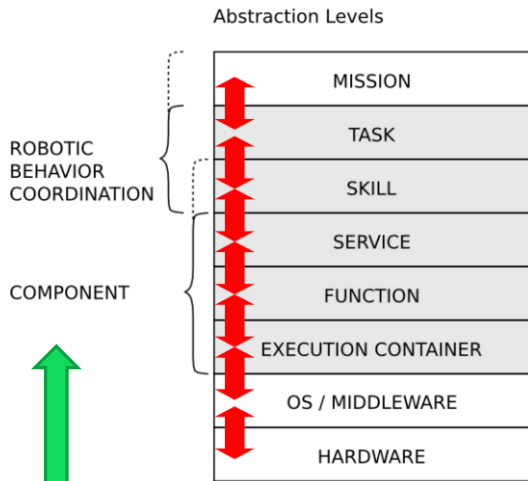 Abstraction Levels
MISSION
TASK
ROBOTIC
BEHAVIOR
COORDINATION
SKILL
SERVICE
COMPONENT
FUNCTION
EXECUTION CONTAINER
OS / MIDDLEWARE
HARDWARE